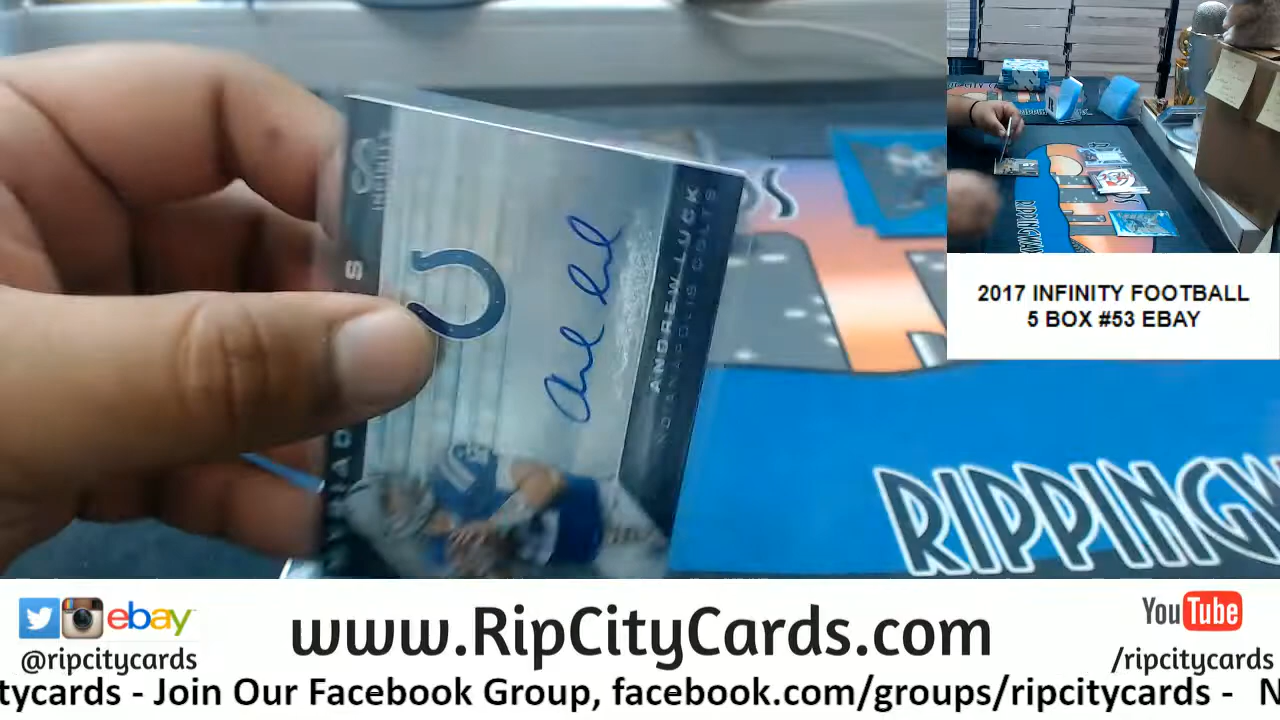 INFINITY
ANDREW LUCK
INDIANAPOLIS COLTS
RIPPINGW
2017 INFINITY FOOTBALL
5 BOX #53 EBAY
ebay
@ripcitycards
www.RipCityCards.com
YouTube
/ripcitycards
tycards - Join Our Facebook Group, facebook.com/groups/ripcitycards - N